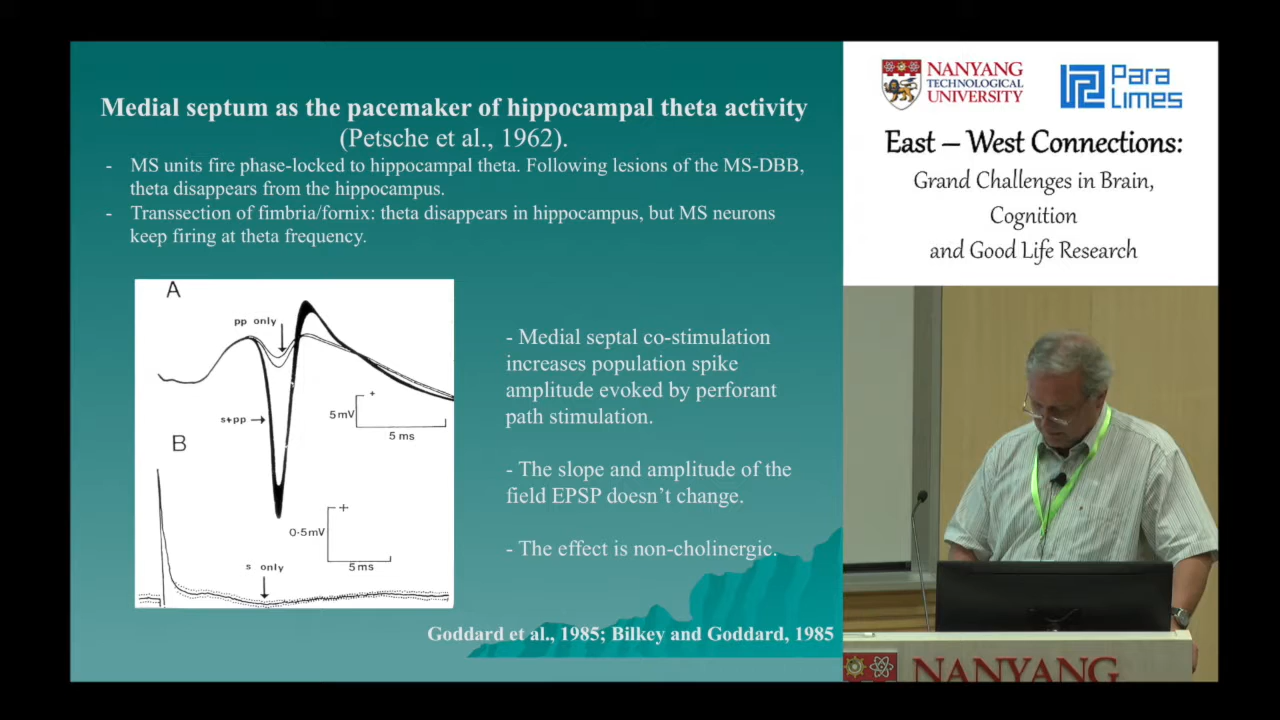 Medial septum as the pacemaker of hippocampal theta activity
(Petsche et al., 1962).
- MS units fire phase-locked to hippocampal theta. Following lesions of the MS-DBB,
theta disappears from the hippocampus.
- Transsection of fimbria/fornix: theta disappears in hippocampus, but MS neurons
keep firing at theta frequency.
A
pp only
+
5mV
s+pp
5 ms
B
+
0·5mV
5 ms
s only
- Medial septal co-stimulation
increases population spike
amplitude evoked by perforant
path stimulation.
- The slope and amplitude of the
field EPSP doesn’t change.
- The effect is non-cholinergic.
Goddard et al., 1985; Bilkey and Goddard, 1985
NANYANG
TECHNOLOGICAL
UNIVERSITY
Para
Limes
East – West Connections:
Grand Challenges in Brain,
Cognition
and Good Life Research
NANYANG